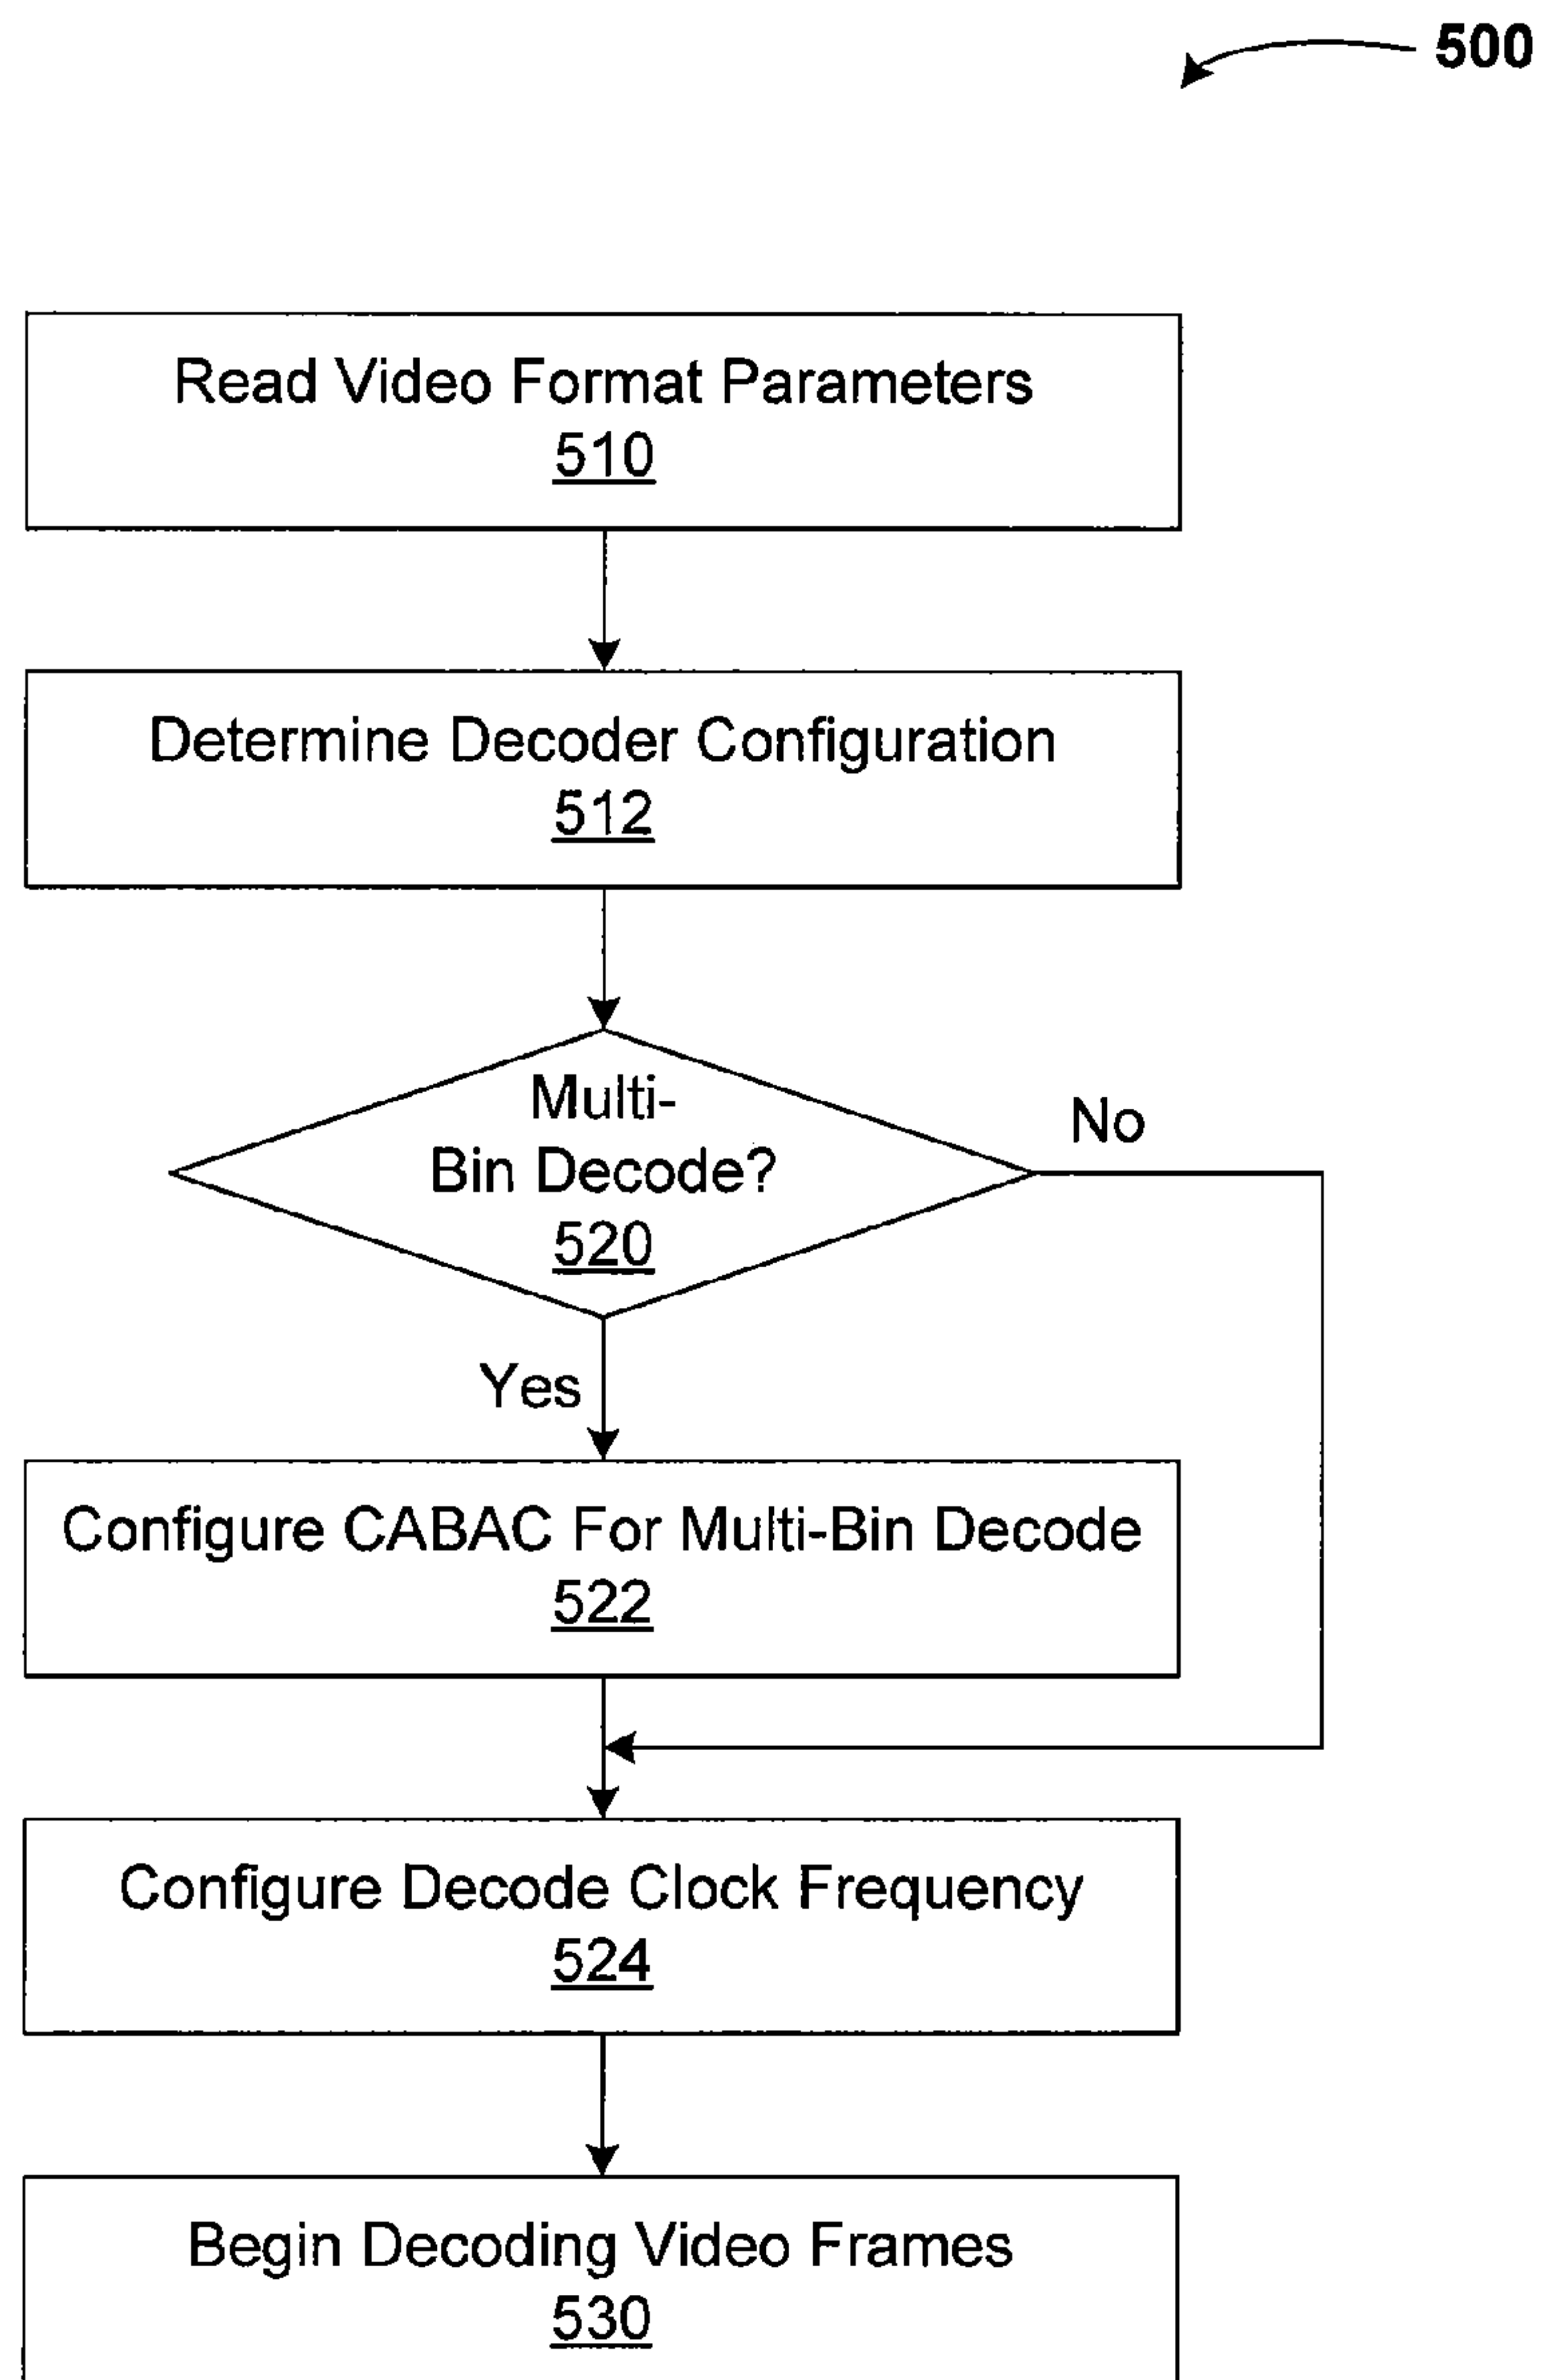 500
Read Video Format Parameters
510
Determine Decoder Configuration
512
Multi-
Bin Decode?
520
No
Yes
Configure CABAC For Multi-Bin Decode
522
Configure Decode Clock Frequency
524
Begin Decoding Video Frames
530